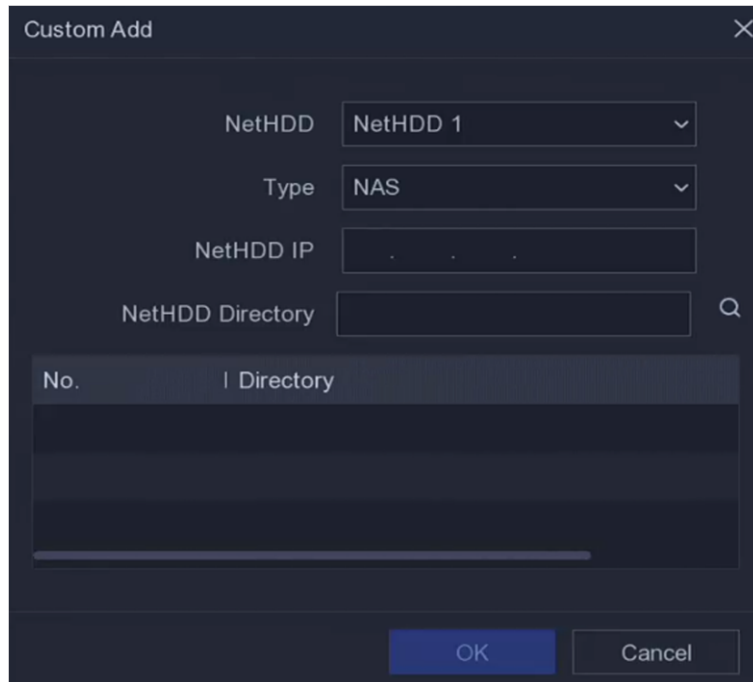 Custom Add
NetHDD NetHDD 1
Type NAS
NetHDD IP . . .
NetHDD Directory
No. Directory
OK Cancel